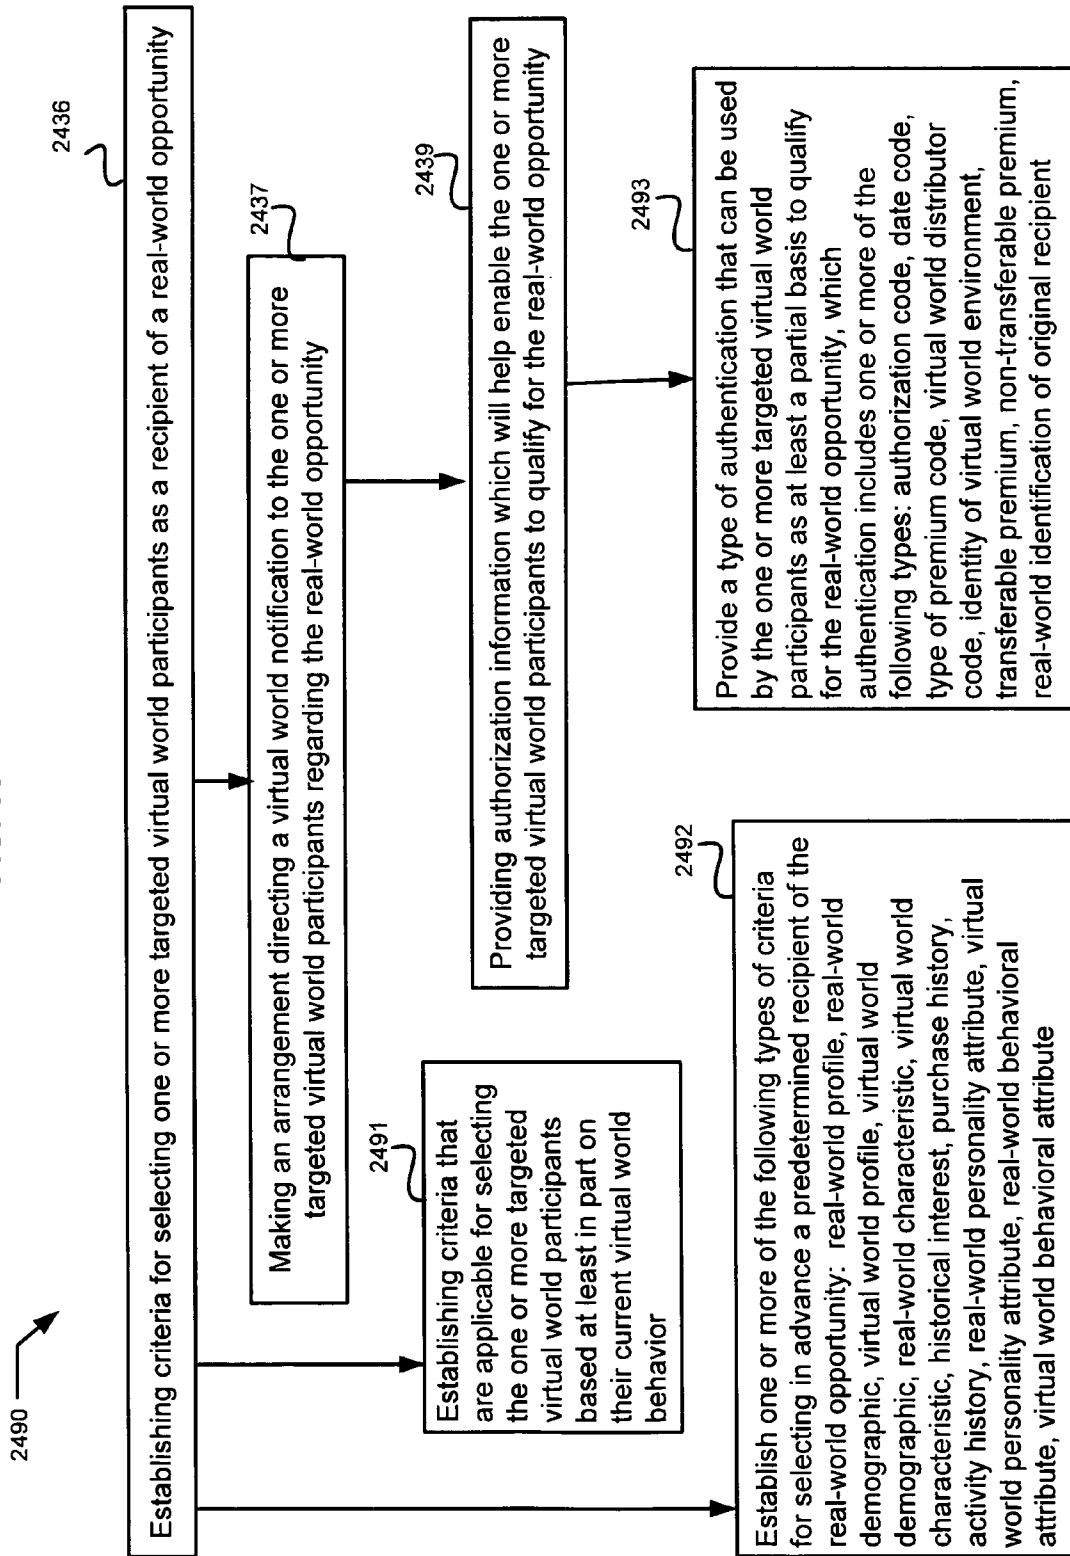 2490
2436
Establishing criteria for selecting one or more targeted virtual world participants as a recipient of a real-world opportunity
2437
Making an arrangement directing a virtual world notification to the one or more
targeted virtual world participants regarding the real-world opportunity
2439
Providing authorization information which will help enable the one or more
targeted virtual world participants to qualify for the real-world opportunity
2491
Establishing criteria that
are applicable for selecting
the one or more targeted
virtual world participants
based at least in part on
their current virtual world
behavior
2492
Establish one or more of the following types of criteria
for selecting in advance a predetermined recipient of the
real-world opportunity: real-world profile, real-world
demographic, virtual world profile, virtual world
demographic, real-world characteristic, virtual world
characteristic, historical interest, purchase history,
activity history, real-world personality attribute, virtual
world personality attribute, real-world behavioral
attribute, virtual world behavioral attribute
2493
Provide a type of authentication that can be used
by the one or more targeted virtual world
participants as at least a partial basis to qualify
for the real-world opportunity, which
authentication includes one or more of the
following types: authorization code, date code,
type of premium code, virtual world distributor
code, identity of virtual world environment,
transferable premium, non-transferable premium,
real-world identification of original recipient